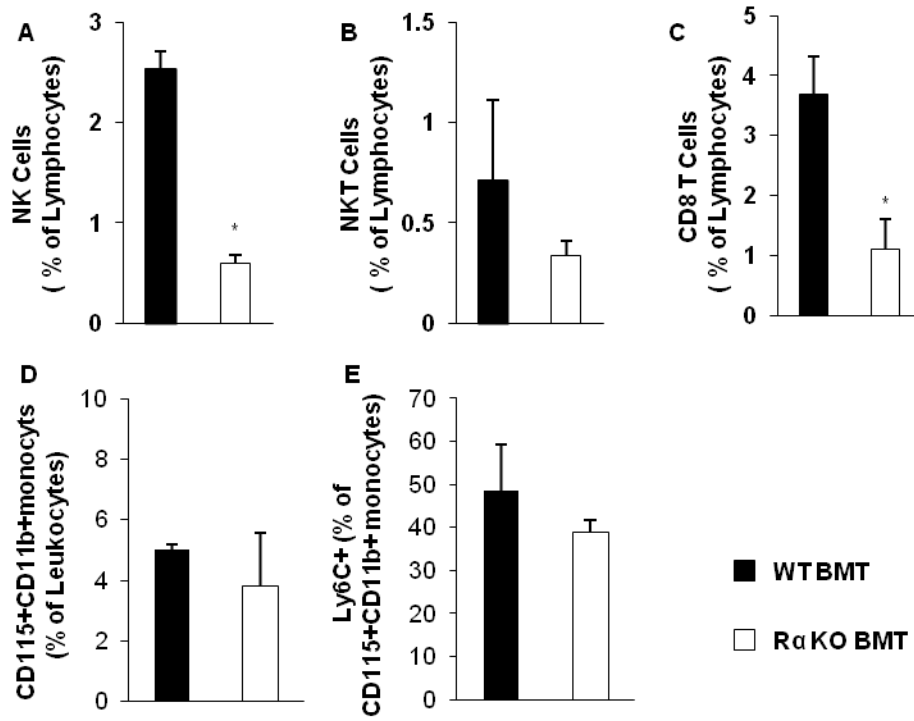 A
NK Cells
( % of Lymphocytes)
3
2
1
0
*
B
NKT Cells
( % of Lymphocytes)
1.5
1
0.5
0
C
CD8 T Cells
( % of Lymphocytes)
5
4
3
2
1
0
*
D
CD115+CD11b+monocyts
(% of Leukocytes)
10
8
6
4
2
0
E
Ly6C+ (% of
CD115+CD11b+monocytes)
70
60
50
40
30
20
10
0
WT BMT
Rα KO BMT